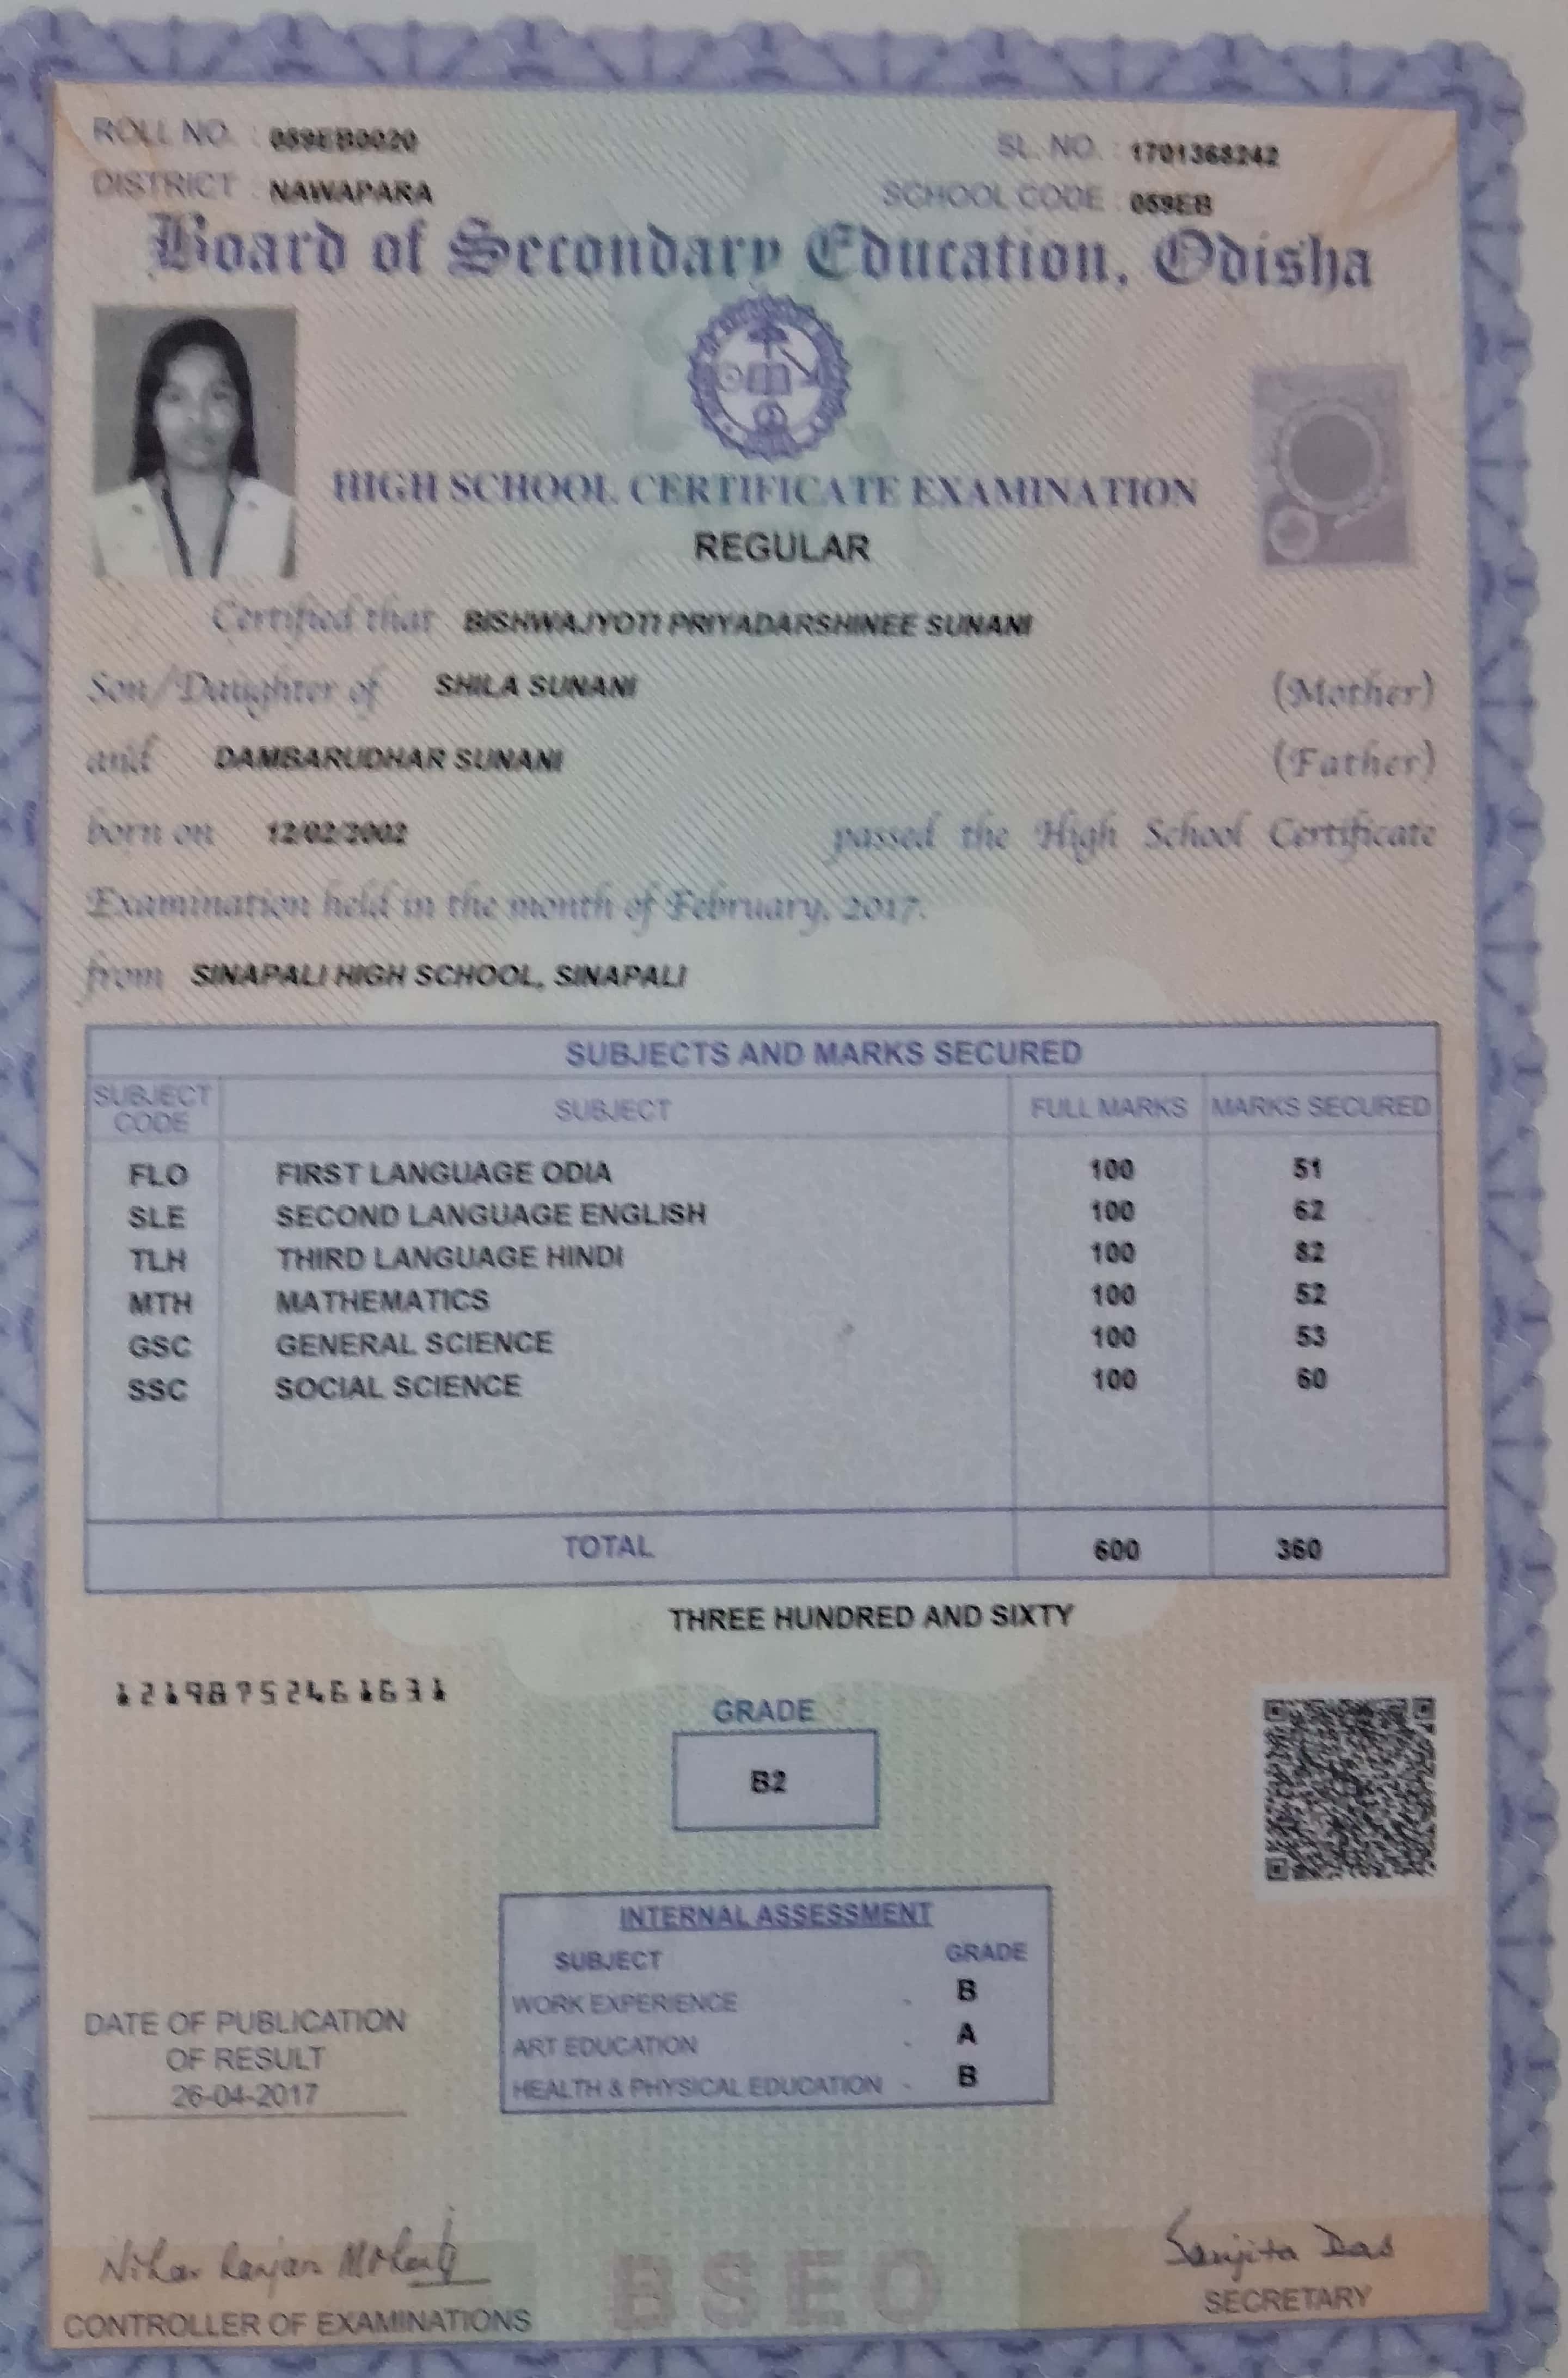 ROLL NO. : 059EB0020
SL. NO. : 1701368242
DISTRICT : NAWAPARA
SCHOOL CODE : 059EB
Board of Secondary Education, Odisha
HIGH SCHOOL CERTIFICATE EXAMINATION
REGULAR
Certified that BISHWAJYOTI PRIYADARSHINEE SUNANI
Son/Daughter of SHILA SUNANI (Mother)
and DAMBARUDHAR SUNANI (Father)
born on 12/02/2002 passed the High School Certificate
Examination held in the month of February, 2017.
from SINAPALI HIGH SCHOOL, SINAPALI
SUBJECTS AND MARKS SECURED
SUBJECT CODE SUBJECT FULL MARKS MARKS SECURED
FLO FIRST LANGUAGE ODIA 100 51
SLE SECOND LANGUAGE ENGLISH 100 62
TLH THIRD LANGUAGE HINDI 100 82
MTH MATHEMATICS 100 52
GSC GENERAL SCIENCE 100 53
SSC SOCIAL SCIENCE 100 60
TOTAL 600 360
THREE HUNDRED AND SIXTY
12198752461631
GRADE
B2
INTERNAL ASSESSMENT
SUBJECT GRADE
WORK EXPERIENCE - B
ART EDUCATION - A
HEALTH & PHYSICAL EDUCATION - B
DATE OF PUBLICATION
OF RESULT
26-04-2017
Nihar Ranjan Mohanty
Sanjita Das
CONTROLLER OF EXAMINATIONS
BSEO
SECRETARY